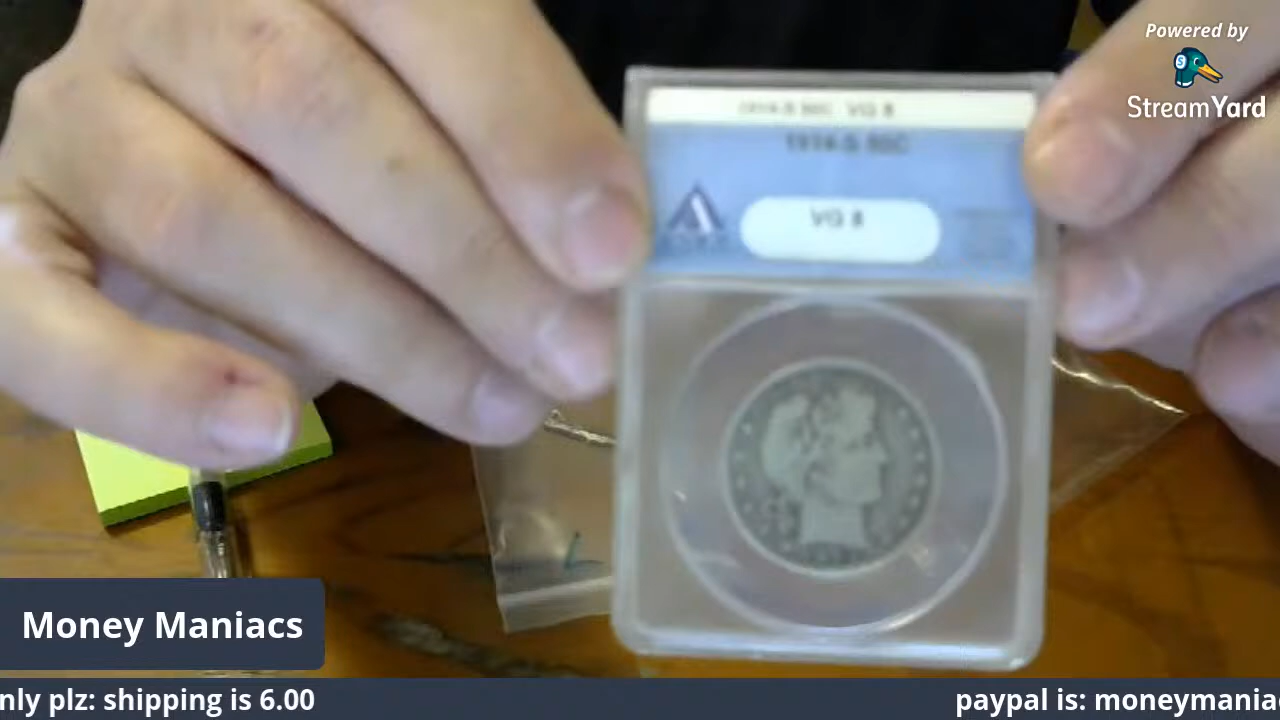 Powered by
StreamYard
1914-S 50C VG 8
1914-S 50C
VG 8
Money Maniacs
nly plz: shipping is 6.00
paypal is: moneymania